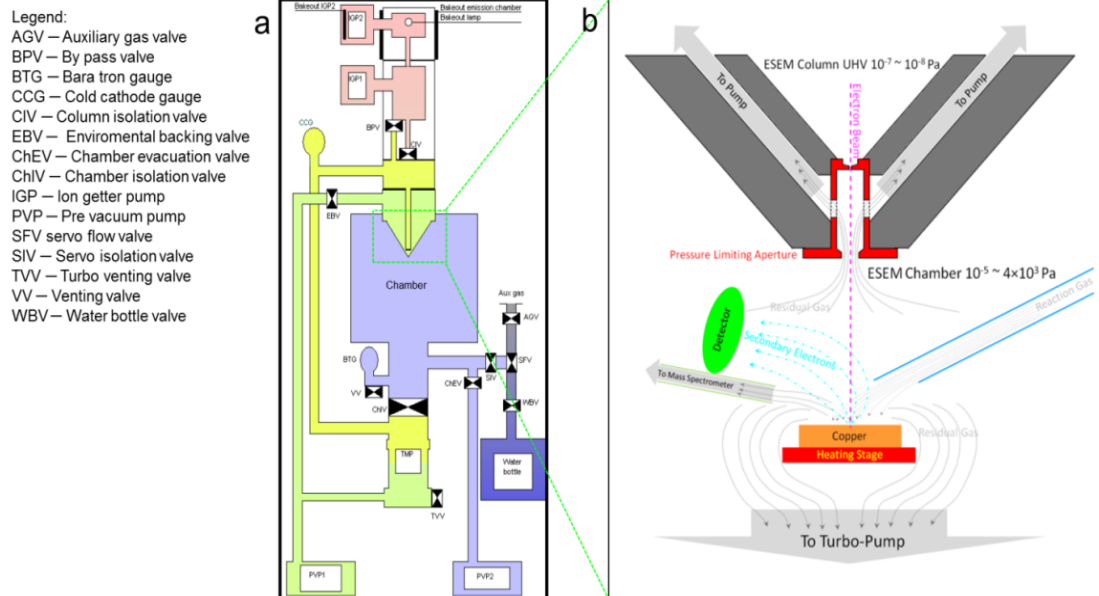 Legend:
AGV – Auxiliary gas valve
BPV – By pass valve
BTG - Bara tron gauge
CCG – Cold cathode gauge
CIV – Column isolation valve
EBV – Enviromental backing valve
ChEV – Chamber evacuation valve
ChIV – Chamber isolation valve
IGP – Ion getter pump
PVP – Pre vacuum pump
SFV servo flow valve
SIV – Servo isolation valve
TVV – Turbo venting valve
VV – Venting valve
WBV – Water bottle valve
a
Bakeout IGP2
Bakeout emission chamber
Bakeout lamp
IGP2
IGP1
CCG
BPV
CIV
EBV
Chamber
Aux gas
AGV
BTG
SIV
SFV
VV
ChEV
ChIV
WBV
TMP
Water
bottle
TVV
PVP1
PVP2
b
ESEM Column UHV 10⁻⁷ ~ 10⁻⁸ Pa
To Pump
To Pump
Electron Beam
Pressure Limiting Aperture
ESEM Chamber 10⁻⁵ ~ 4×10³ Pa
Residual Gas
Reaction Gas
Detector
Secondary Electrons
To Mass Spectrometer
Copper
Residual Gas
Heating Stage
To Turbo-Pump